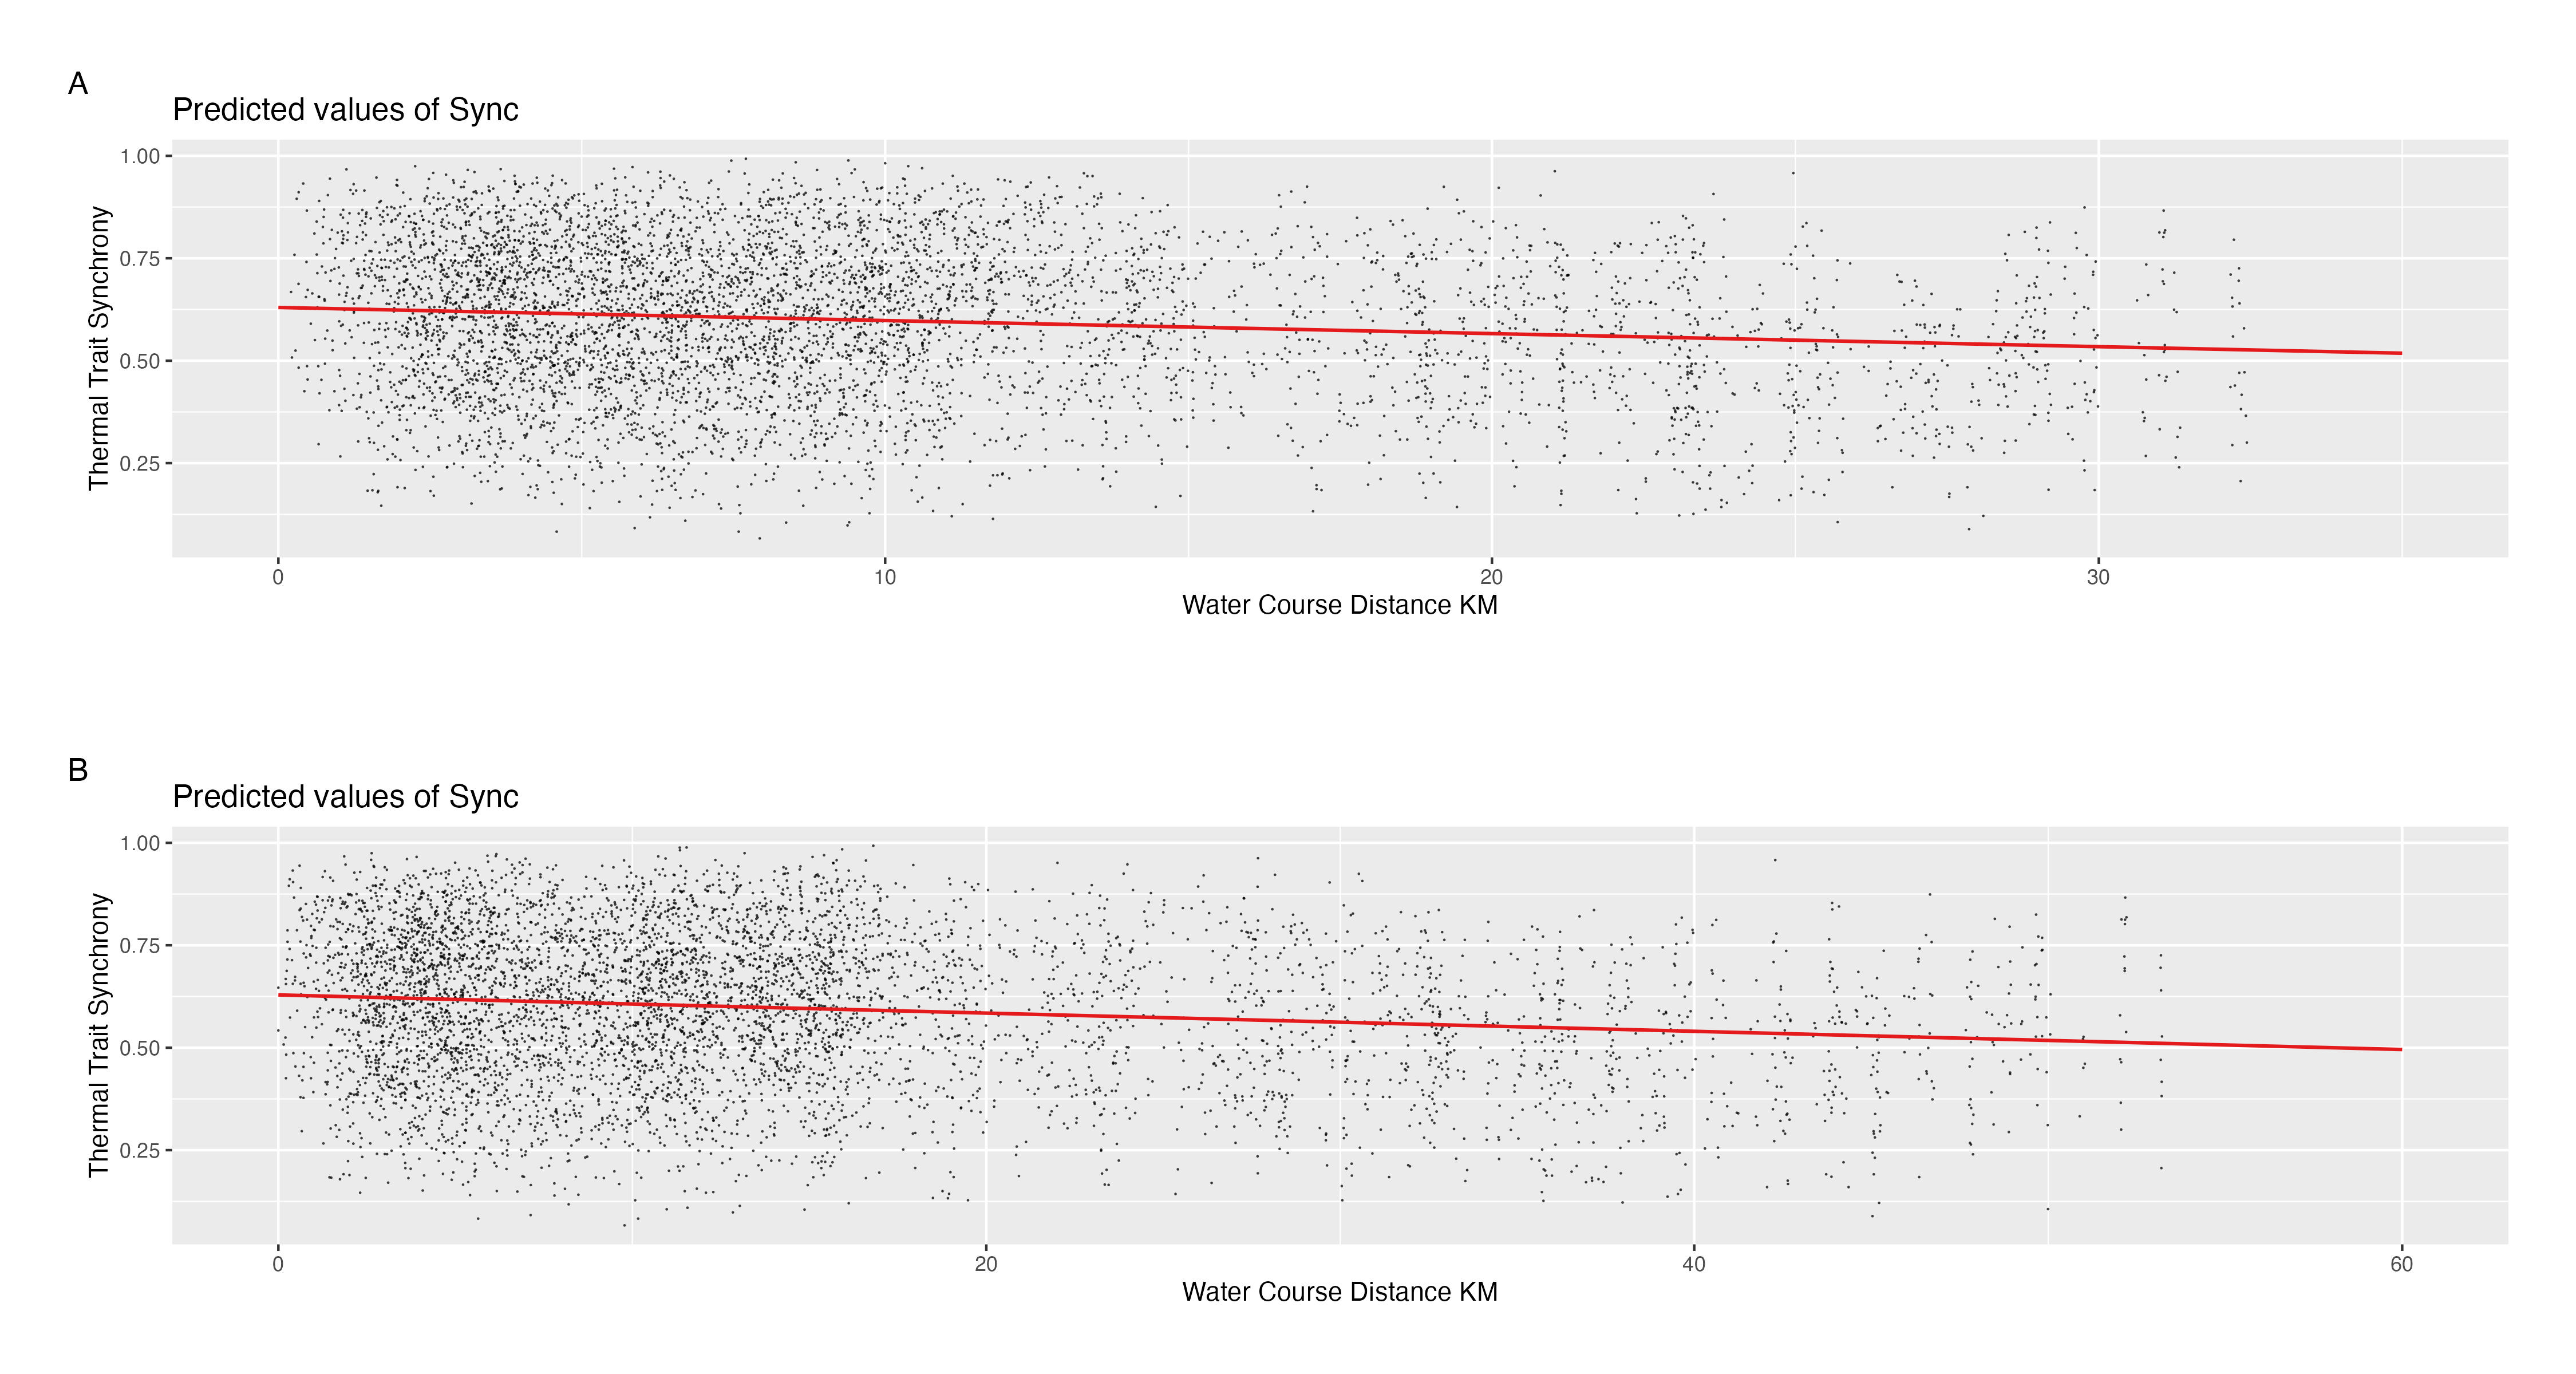 A
Predicted values of Sync
Thermal Trait Synchrony
1.00
0.75
0.50
0.25
0 10 20 30
Water Course Distance KM
B
Predicted values of Sync
Thermal Trait Synchrony
1.00
0.75
0.50
0.25
0 20 40 60
Water Course Distance KM